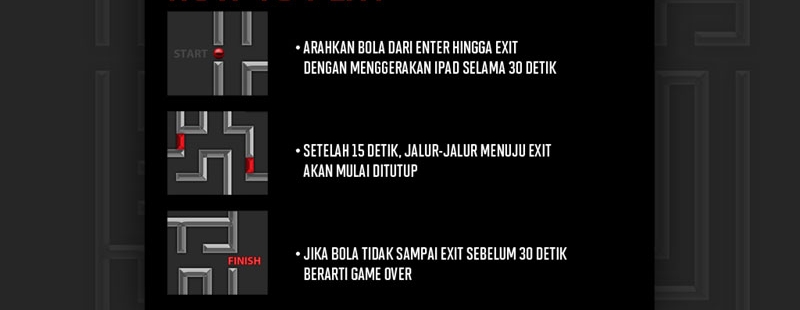 START
• ARAHKAN BOLA DARI ENTER HINGGA EXIT
DENGAN MENGGERAKAN IPAD SELAMA 30 DETIK
• SETELAH 15 DETIK, JALUR-JALUR MENUJU EXIT
AKAN MULAI DITUTUP
• JIKA BOLA TIDAK SAMPAI EXIT SEBELUM 30 DETIK
BERARTI GAME OVER
FINISH